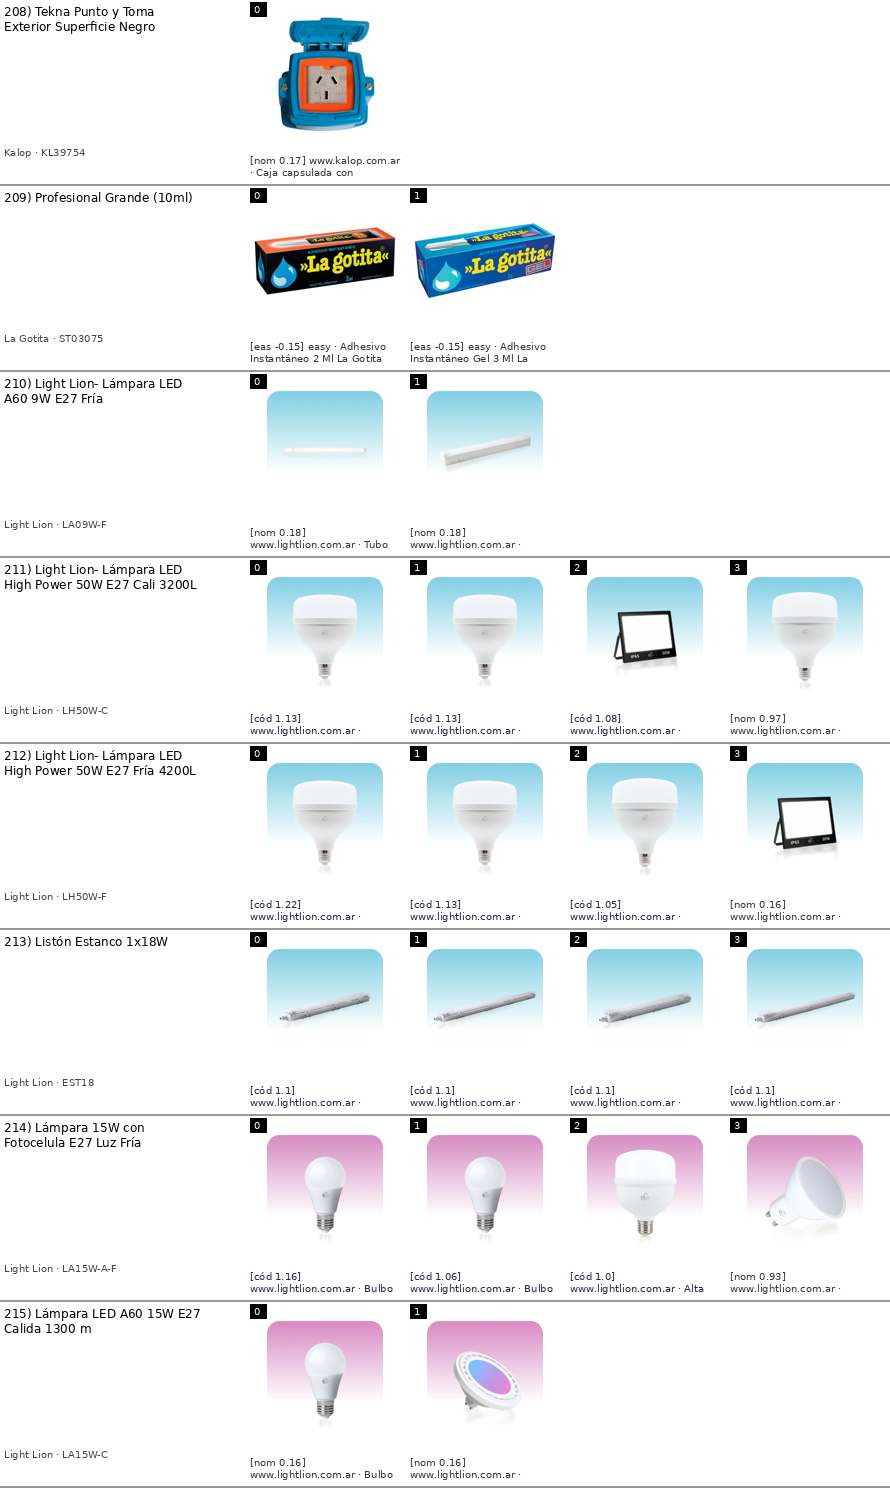 208) Tekna Punto y Toma
Exterior Superficie Negro
Kalop · KL39754
0
[nom 0.17] www.kalop.com.ar
· Caja capsulada con
209) Profesional Grande (10ml)
La Gotita · ST03075
0
»La gotita«
[eas -0.15] easy · Adhesivo
Instantáneo 2 Ml La Gotita
1
»La gotita«
[eas -0.15] easy · Adhesivo
Instantáneo Gel 3 Ml La
210) Light Lion- Lámpara LED
A60 9W E27 Fría
Light Lion · LA09W-F
0
[nom 0.18]
www.lightlion.com.ar · Tubo
1
[nom 0.18]
www.lightlion.com.ar ·
211) Light Lion- Lámpara LED
High Power 50W E27 Cali 3200L
Light Lion · LH50W-C
0
[cód 1.13]
www.lightlion.com.ar ·
1
[cód 1.13]
www.lightlion.com.ar ·
2
IP65
[cód 1.08]
www.lightlion.com.ar ·
3
[nom 0.97]
www.lightlion.com.ar ·
212) Light Lion- Lámpara LED
High Power 50W E27 Fría 4200L
Light Lion · LH50W-F
0
[cód 1.22]
www.lightlion.com.ar ·
1
[cód 1.13]
www.lightlion.com.ar ·
2
[cód 1.05]
www.lightlion.com.ar ·
3
IP65
[nom 0.16]
www.lightlion.com.ar ·
213) Listón Estanco 1x18W
Light Lion · EST18
0
[cód 1.1]
www.lightlion.com.ar ·
1
[cód 1.1]
www.lightlion.com.ar ·
2
[cód 1.1]
www.lightlion.com.ar ·
3
[cód 1.1]
www.lightlion.com.ar ·
214) Lámpara 15W con
Fotocelula E27 Luz Fría
Light Lion · LA15W-A-F
0
[cód 1.16]
www.lightlion.com.ar · Bulbo
1
[cód 1.06]
www.lightlion.com.ar · Bulbo
2
[cód 1.0]
www.lightlion.com.ar · Alta
3
[nom 0.93]
www.lightlion.com.ar ·
215) Lámpara LED A60 15W E27
Calida 1300 m
Light Lion · LA15W-C
0
[nom 0.16]
www.lightlion.com.ar · Bulbo
1
[nom 0.16]
www.lightlion.com.ar ·